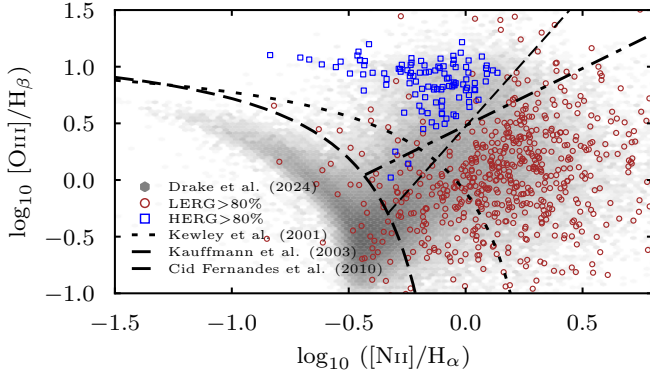 1.5
1.0
0.5
0.0
−0.5
−1.0
log10 [OIII]/Hβ
Drake et al. (2024)
LERG>80%
HERG>80%
Kewley et al. (2001)
Kauffmann et al. (2003)
Cid Fernandes et al. (2010)
−1.5 −1.0 −0.5 0.0 0.5
log10 ([NII]/Hα)